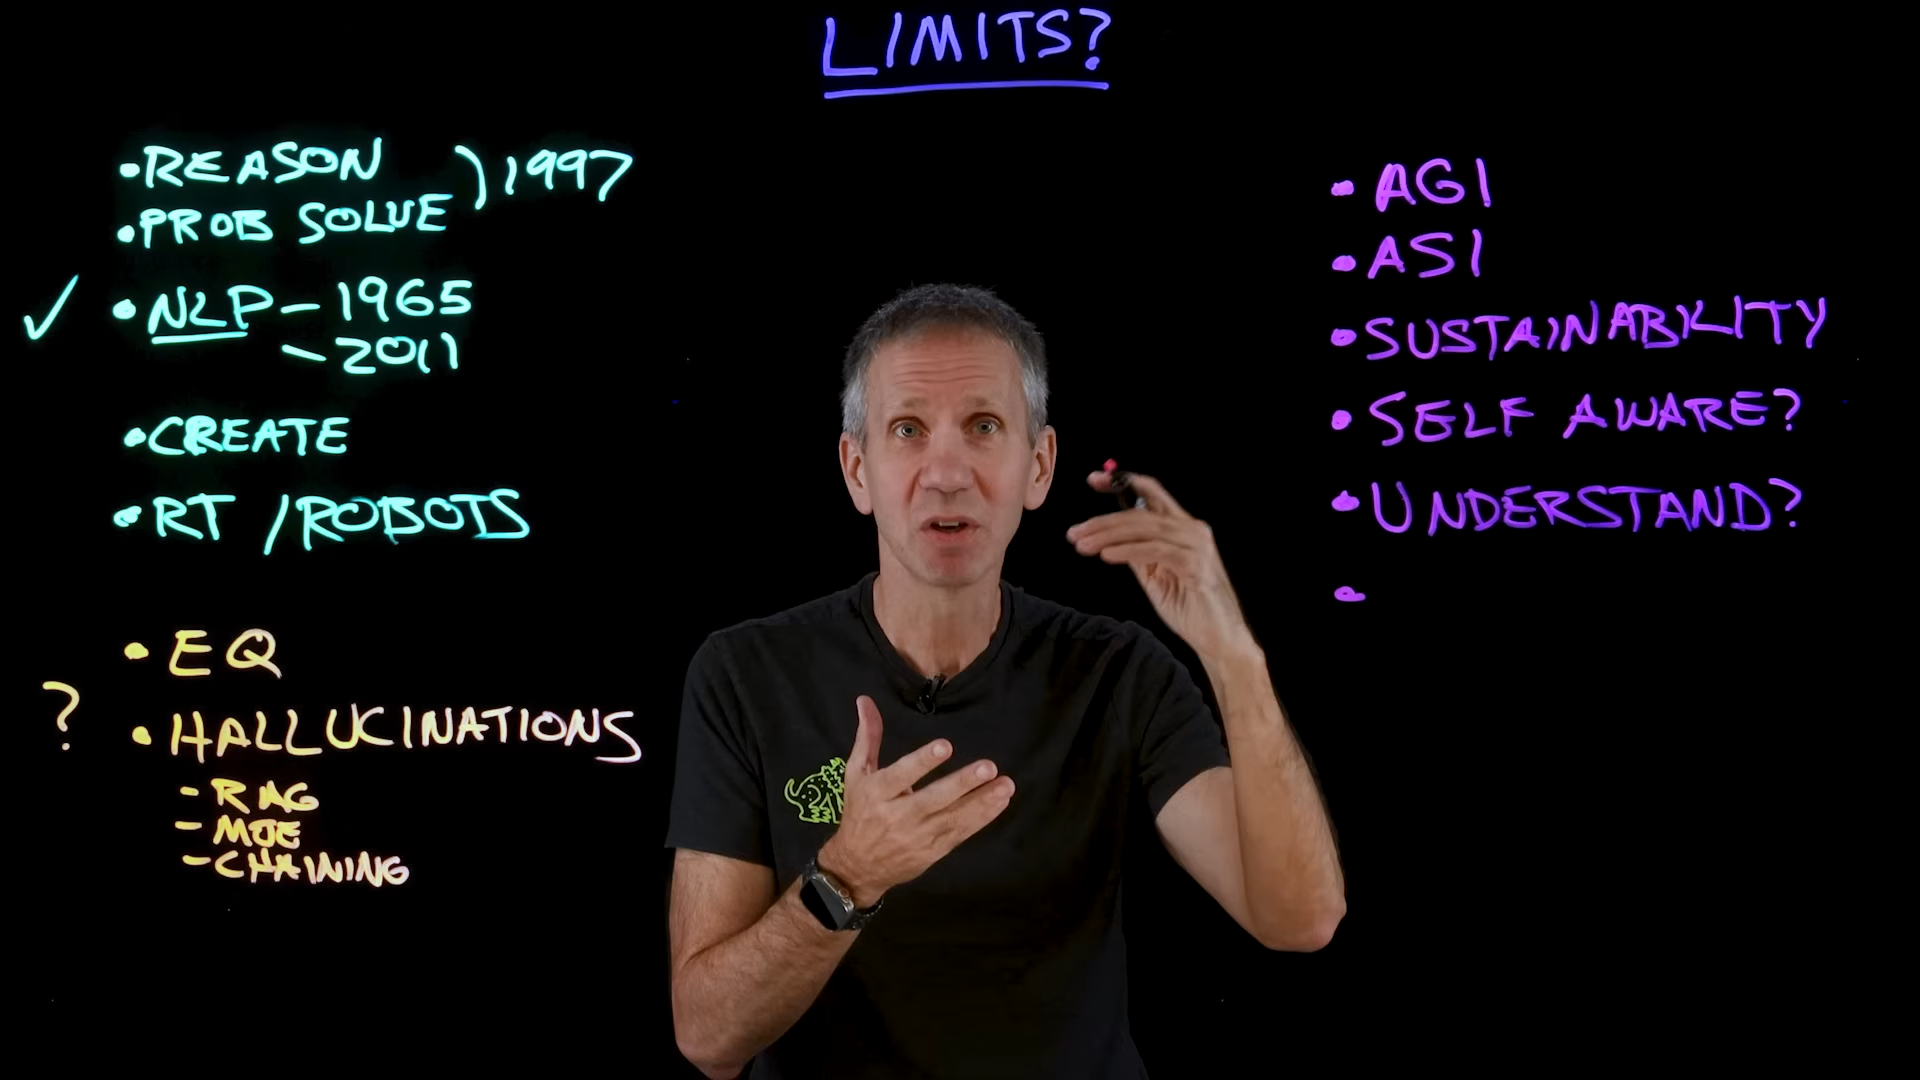 LIMITS?
• REASON ) 1997
• PROB SOLVE
✓ • NLP - 1965
- 2011
• CREATE
• RT / ROBOTS
• EQ
? • HALLUCINATIONS
- RAG
- MOE
- CHAINING
• AGI
• ASI
• SUSTAINABILITY
• SELF AWARE?
• UNDERSTAND?
•